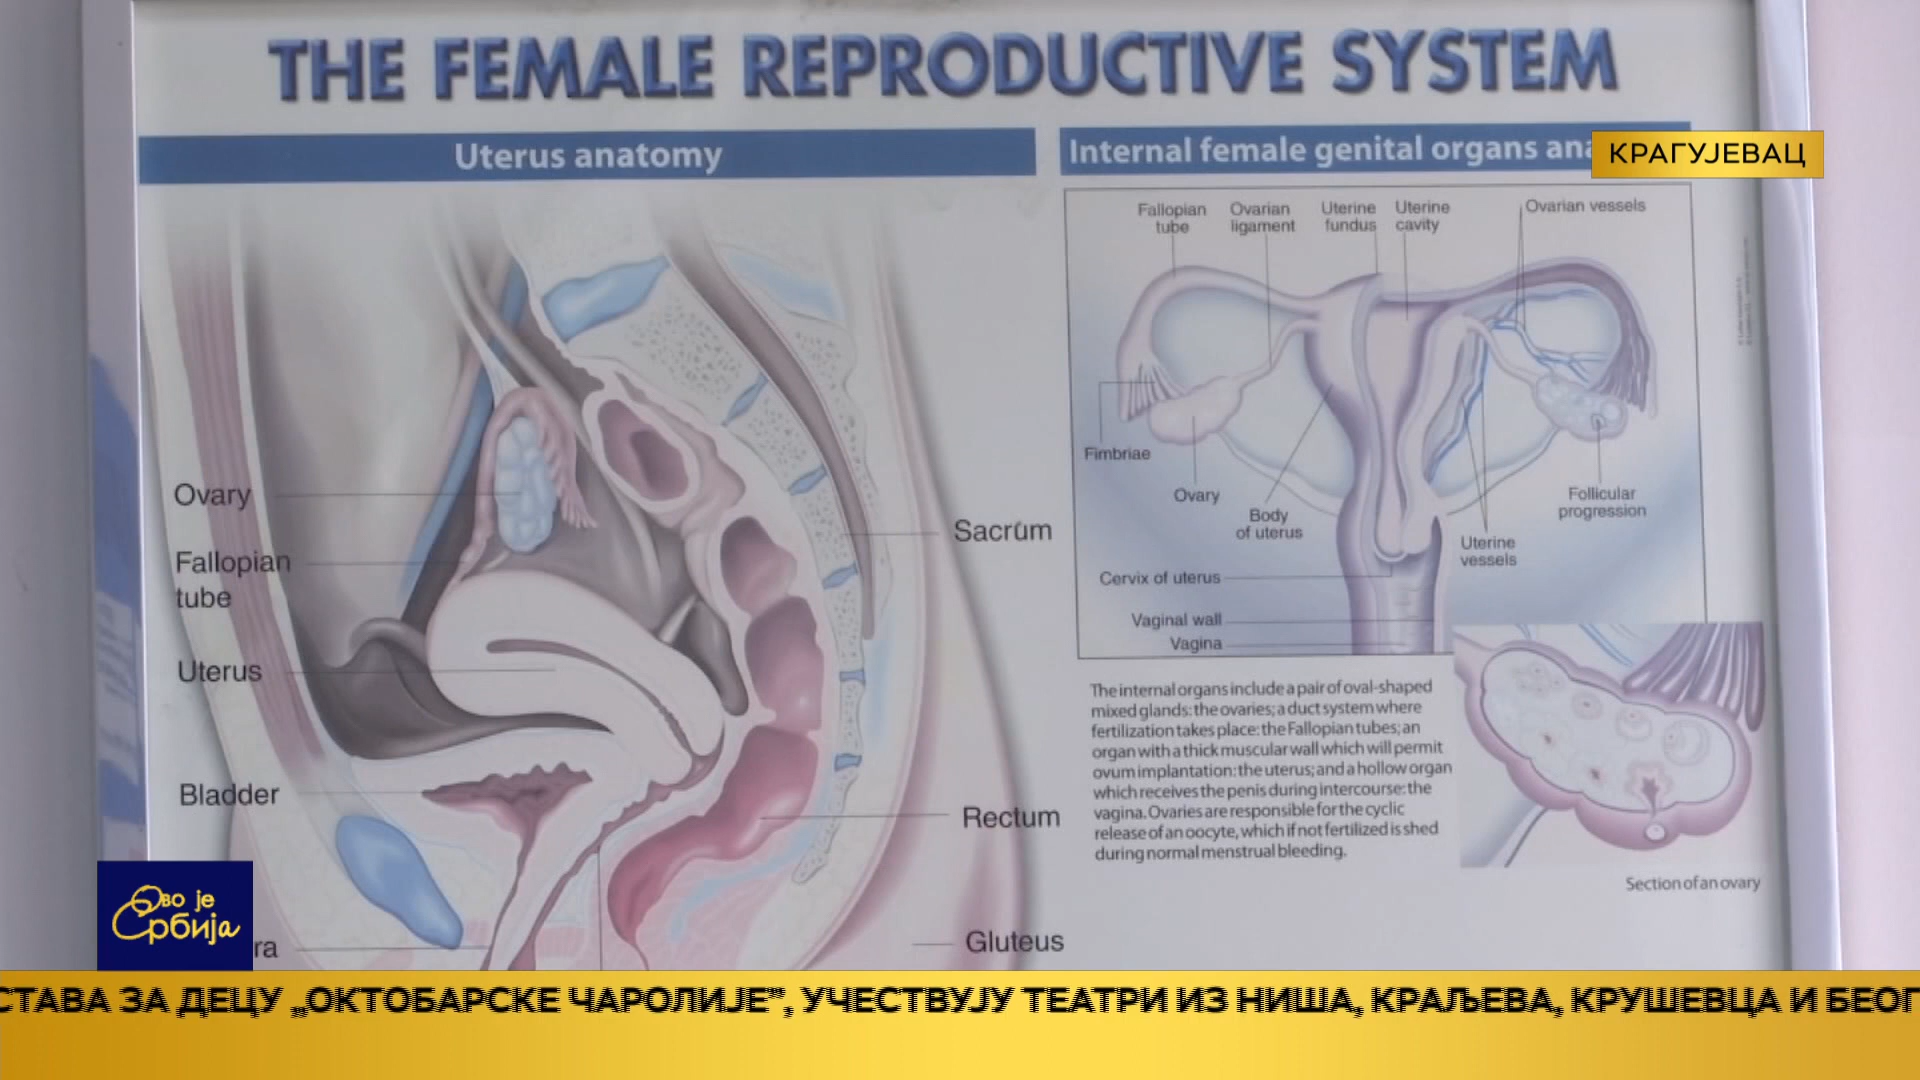 THE FEMALE REPRODUCTIVE SYSTEM
Uterus anatomy
Internal female genital organs
КРАГУЈЕВАЦ
Ovary
Fallopian
tube
Uterus
Bladder
Sacrum
Rectum
Gluteus
Fallopian
tube
Ovarian
ligament
Uterine
fundus
Uterine
cavity
Ovarian vessels
Fimbriae
Ovary
Body
of uterus
Follicular
progression
Uterine
vessels
Cervix of uterus
Vaginal wall
Vagina
The internal organs include a pair of oval-shaped
mixed glands: the ovaries; a duct system where
fertilization takes place: the Fallopian tubes; an
organ with a thick muscular wall which will permit
ovum implantation: the uterus; and a hollow organ
which receives the penis during intercourse: the
vagina. Ovaries are responsible for the cyclic
release of an oocyte, which if not fertilized is shed
during normal menstrual bleeding.
Section of an ovary
Ово је
Србија
ra
СТАВА ЗА ДЕЦУ „ОКТОБАРСКЕ ЧАРОЛИЈЕ”, УЧЕСТВУЈУ ТЕАТРИ ИЗ НИША, КРАЉЕВА, КРУШЕВЦА И БЕОГ